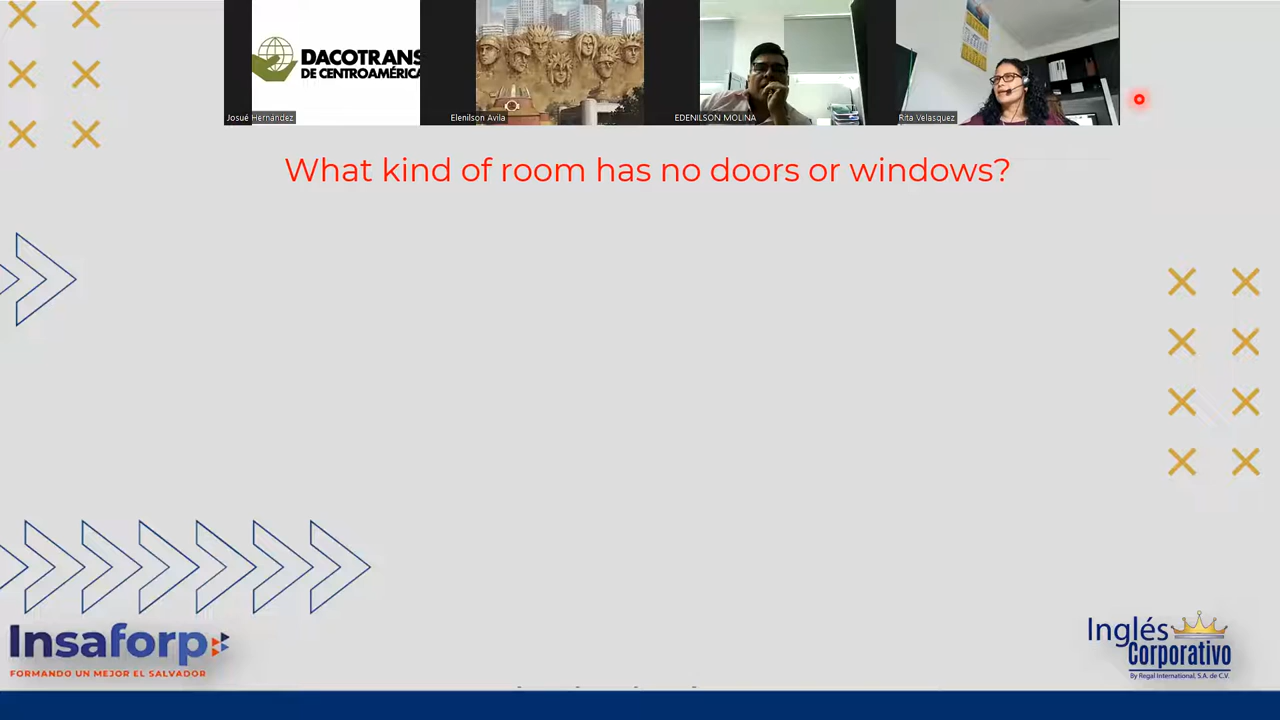 DACOTRANS
DE CENTROAMÉRICA
Josué Hernández
Elenilson Avila
EDENILSON MOLINA
Rita Velasquez
What kind of room has no doors or windows?
Insaforp
FORMANDO UN MEJOR EL SALVADOR
Inglés
Corporativo
By Regal International, S.A. de C.V.